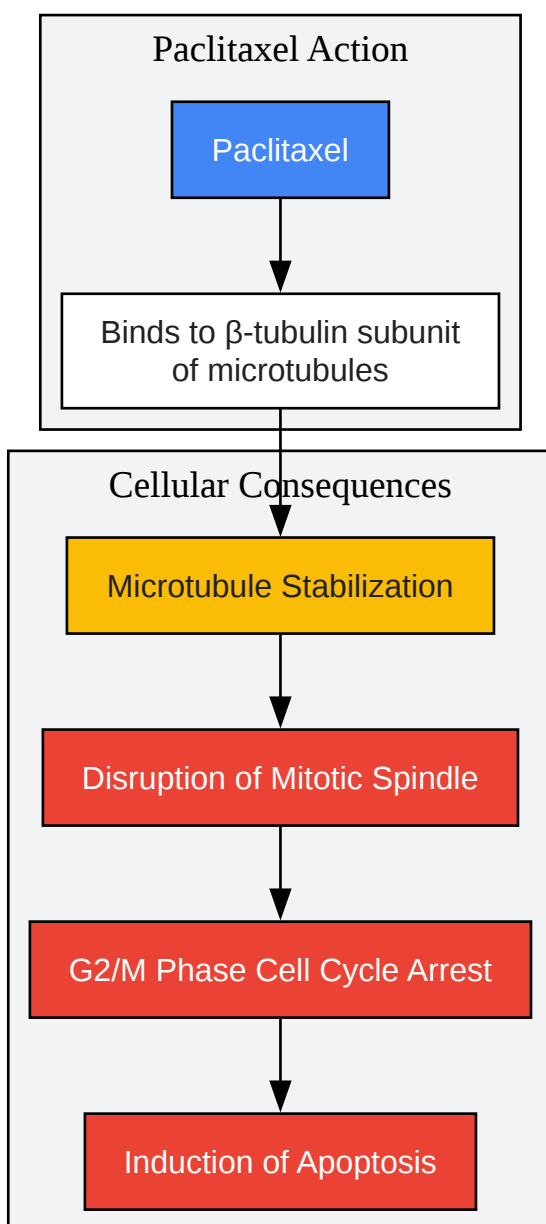 Paclitaxel Action
Paclitaxel
Binds to β-tubulin subunit
of microtubules
Cellular Consequences
Microtubule Stabilization
Disruption of Mitotic Spindle
G2/M Phase Cell Cycle Arrest
Induction of Apoptosis